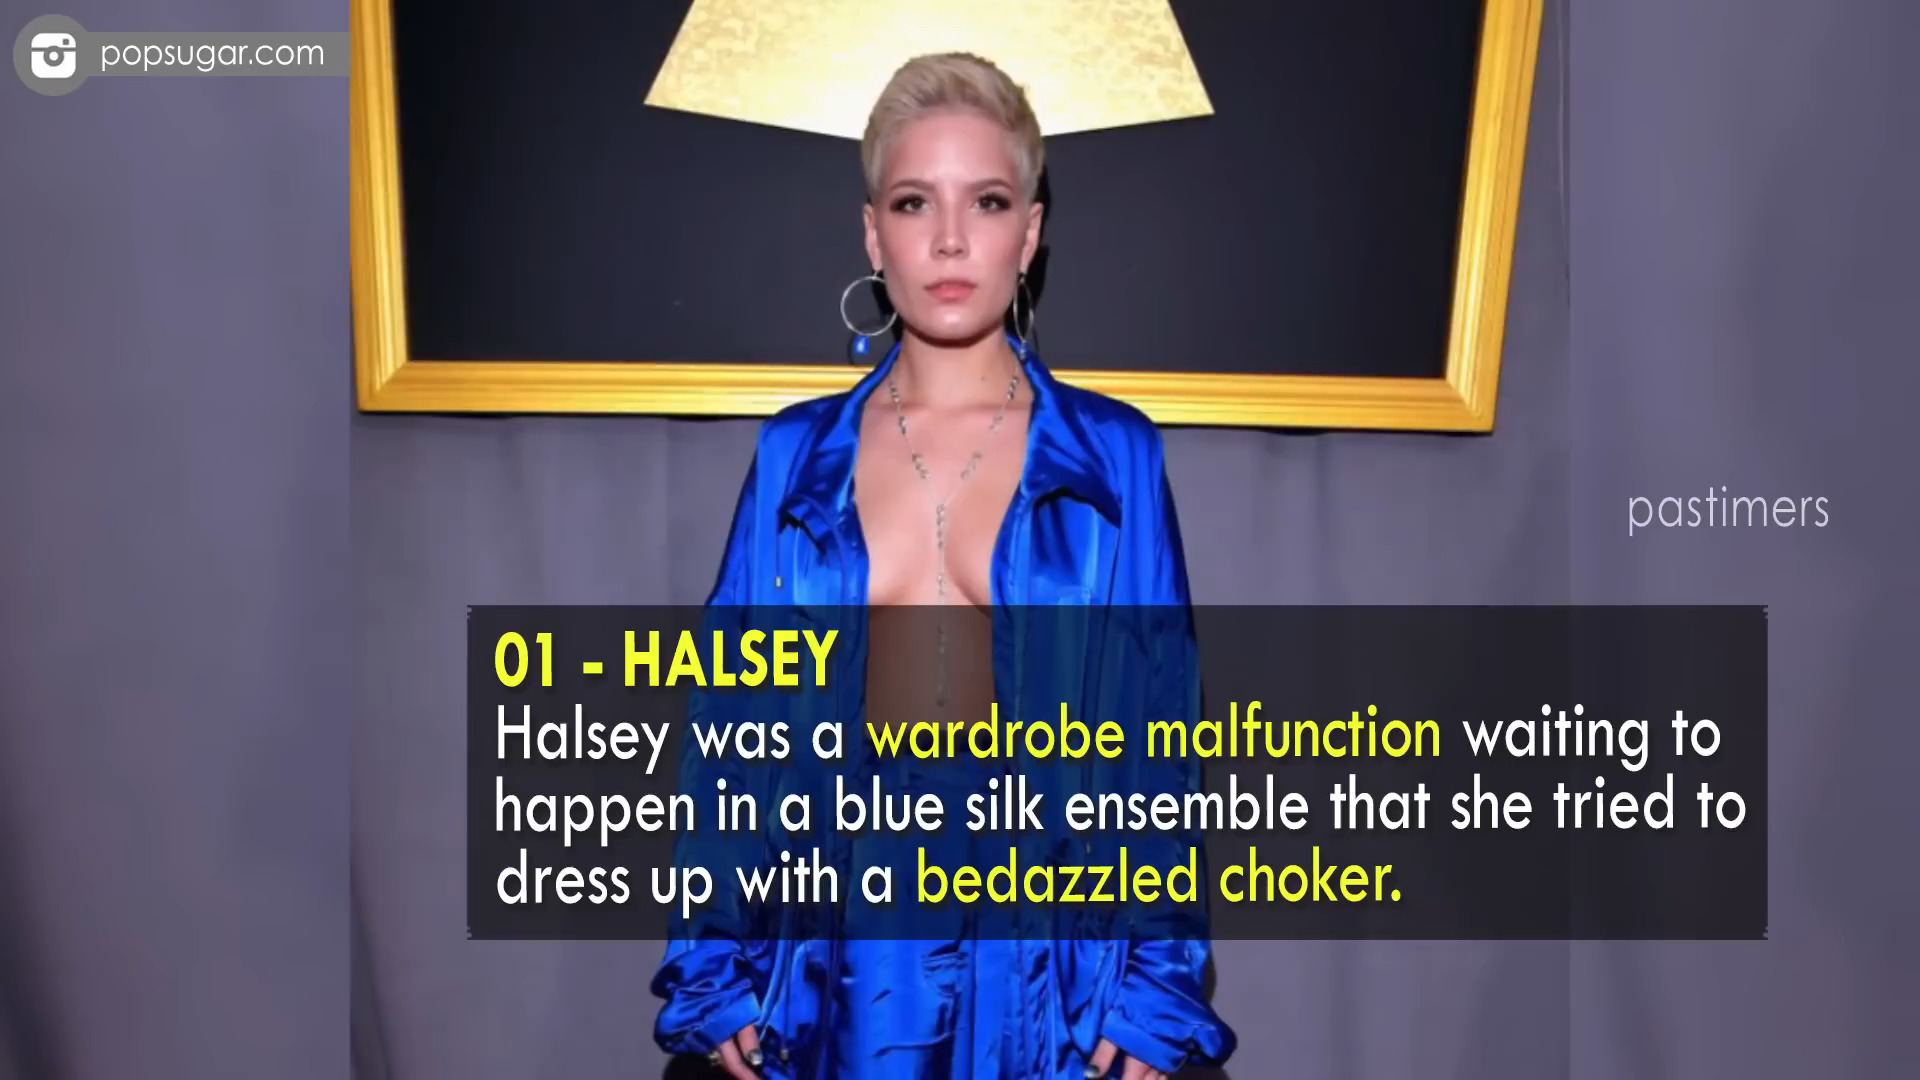 popsugar.com
pastimers
01 - HALSEY
Halsey was a wardrobe malfunction waiting to
happen in a blue silk ensemble that she tried to
dress up with a bedazzled choker.